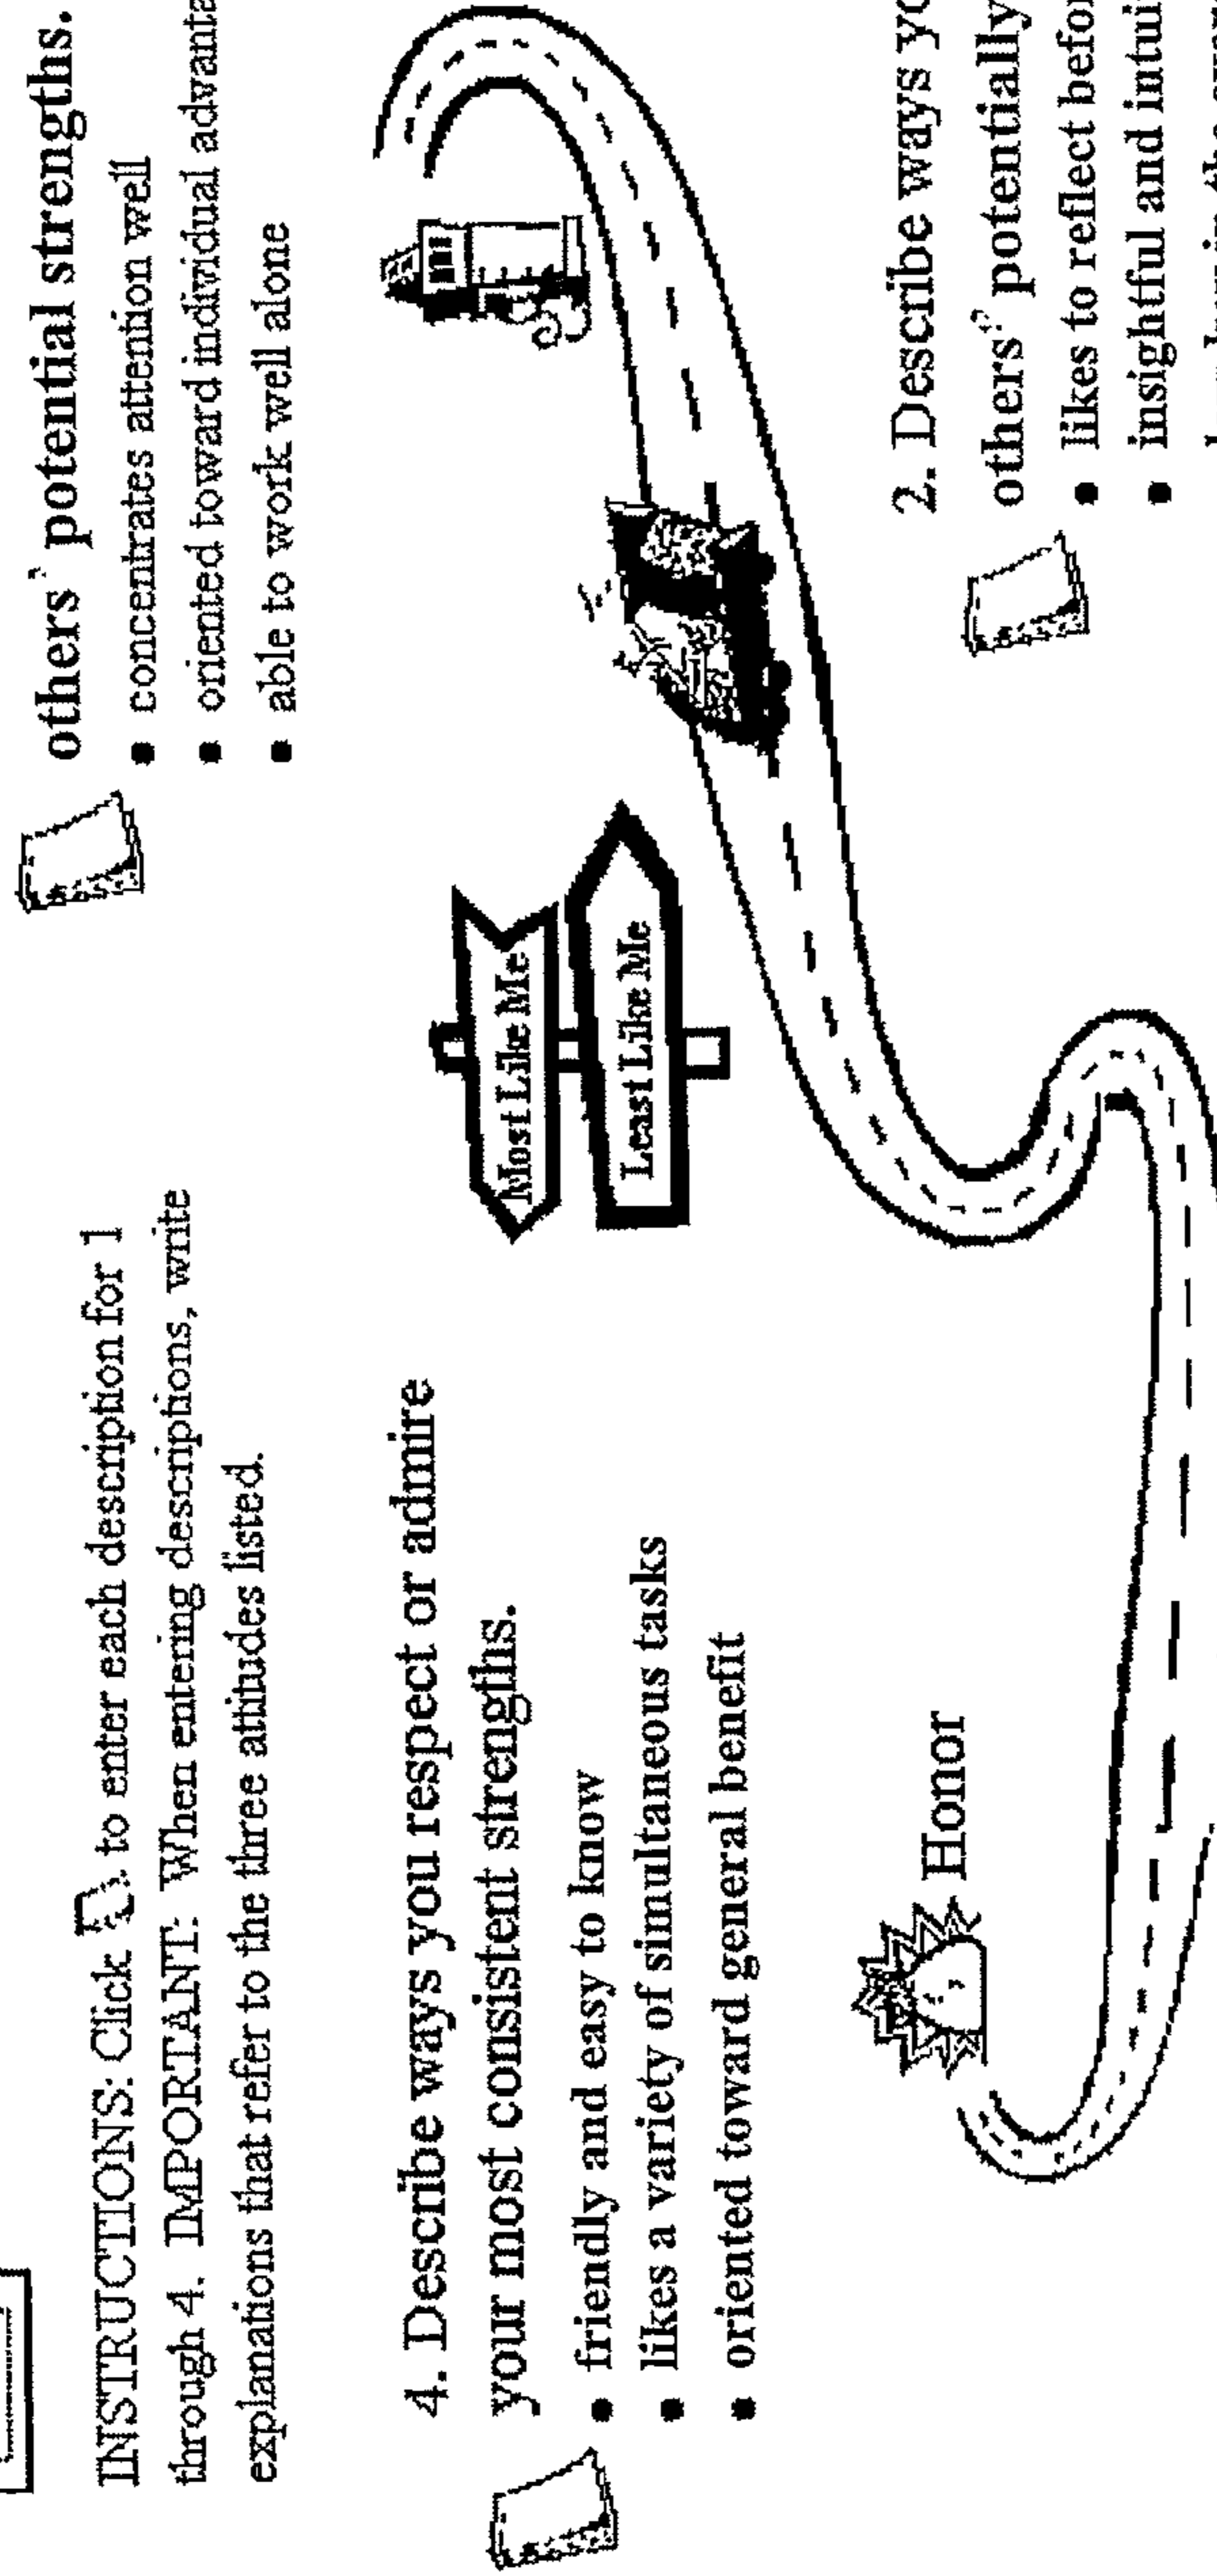 INSTRUCTIONS: Click to enter each description for 1
through 4. IMPORTANT: When entering descriptions, write
explanations that refer to the three attitudes listed.
4. Describe ways you respect or admire
your most consistent strengths.
• friendly and easy to know
• likes a variety of simultaneous tasks
• oriented toward general benefit
Honor
Most Like Me
Least Like Me
others' potential strengths.
• concentrates attention well
• oriented toward individual advanta
• able to work well alone
2. Describe ways yo
others' potentially
• likes to reflect befor
• insightful and intuit